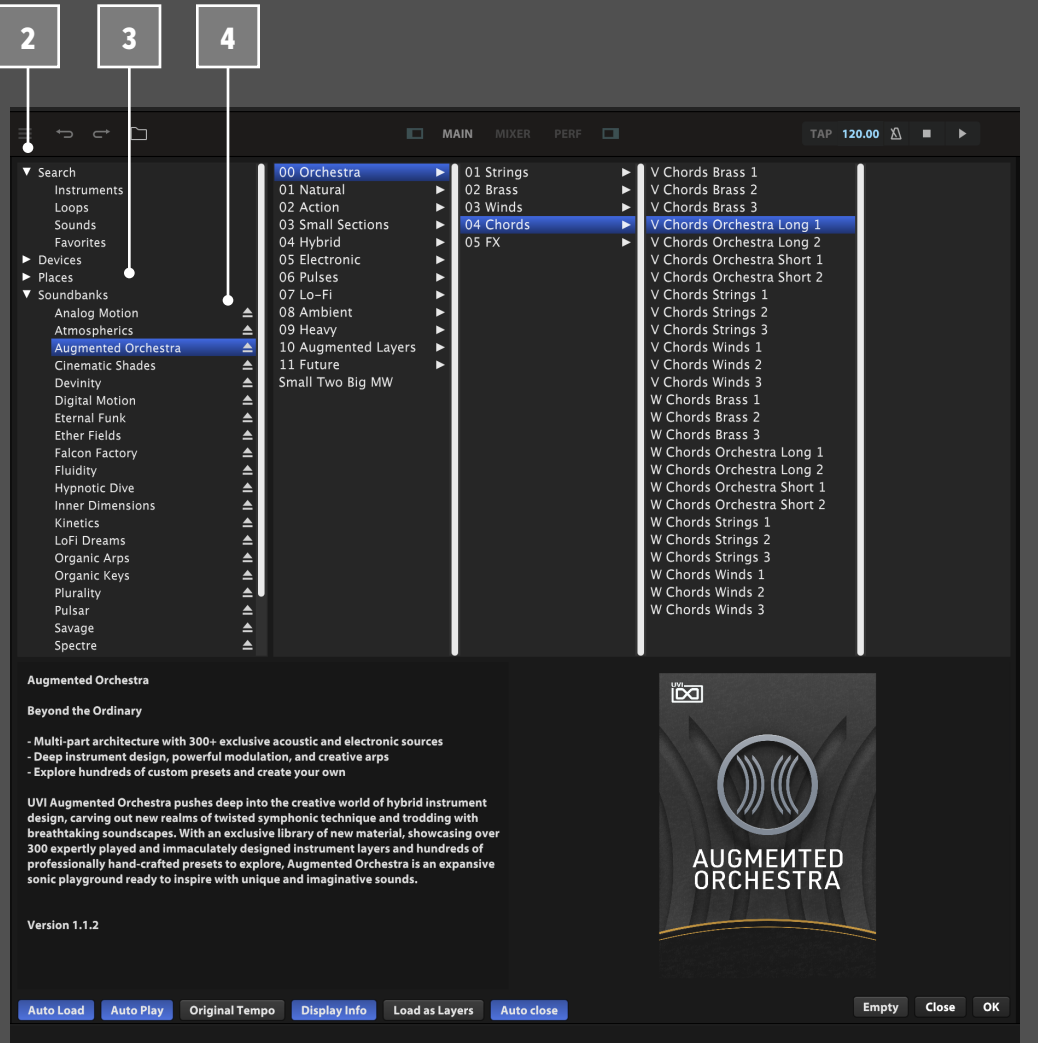 2
3
4
MAIN
MIXER
PERF
TAP 120.00
Search
Instruments
Loops
Sounds
Favorites
Devices
Places
Soundbanks
Analog Motion
Atmospherics
Augmented Orchestra
Cinematic Shades
Devinity
Digital Motion
Eternal Funk
Ether Fields
Falcon Factory
Fluidity
Hypnotic Dive
Inner Dimensions
Kinetics
LoFi Dreams
Organic Arps
Organic Keys
Plurality
Pulsar
Savage
Spectre
00 Orchestra
01 Natural
02 Action
03 Small Sections
04 Hybrid
05 Electronic
06 Pulses
07 Lo-Fi
08 Ambient
09 Heavy
10 Augmented Layers
11 Future
Small Two Big MW
01 Strings
02 Brass
03 Winds
04 Chords
05 FX
V Chords Brass 1
V Chords Brass 2
V Chords Brass 3
V Chords Orchestra Long 1
V Chords Orchestra Long 2
V Chords Orchestra Short 1
V Chords Orchestra Short 2
V Chords Strings 1
V Chords Strings 2
V Chords Strings 3
V Chords Winds 1
V Chords Winds 2
V Chords Winds 3
W Chords Brass 1
W Chords Brass 2
W Chords Brass 3
W Chords Orchestra Long 1
W Chords Orchestra Long 2
W Chords Orchestra Short 1
W Chords Orchestra Short 2
W Chords Strings 1
W Chords Strings 2
W Chords Strings 3
W Chords Winds 1
W Chords Winds 2
W Chords Winds 3
Augmented Orchestra
Beyond the Ordinary
- Multi-part architecture with 300+ exclusive acoustic and electronic sources
- Deep instrument design, powerful modulation, and creative arps
- Explore hundreds of custom presets and create your own
UVI Augmented Orchestra pushes deep into the creative world of hybrid instrument
design, carving out new realms of twisted symphonic technique and trodding with
breathtaking soundscapes. With an exclusive library of new material, showcasing over
300 expertly played and immaculately designed instrument layers and hundreds of
professionally hand-crafted presets to explore, Augmented Orchestra is an expansive
sonic playground ready to inspire with unique and imaginative sounds.
Version 1.1.2
UVI
AUGMENTED
ORCHESTRA
Auto Load
Auto Play
Original Tempo
Display Info
Load as Layers
Auto close
Empty
Close
OK